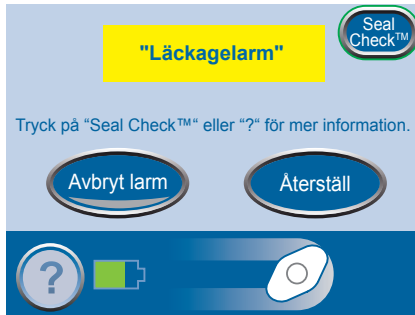 Seal
Check™
"Läckagelarm"
Tryck på “Seal Check™“ eller “?“ för mer information.
Avbryt larm
Återställ
?